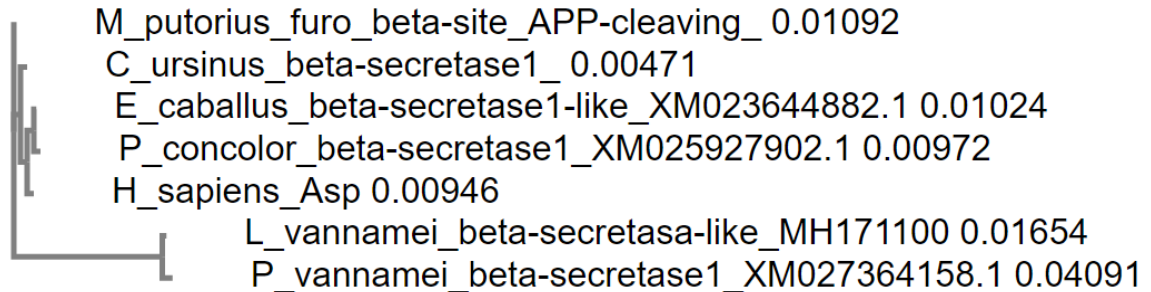 M_putorius_furo_beta-site_APP-cleaving_ 0.01092
C_ursinus_beta-secretase1_ 0.00471
E_caballus_beta-secretase1-like_XM023644882.1 0.01024
P_concolor_beta-secretase1_XM025927902.1 0.00972
H_sapiens_Asp 0.00946
L_vannamei_beta-secretasa-like_MH171100 0.01654
P_vannamei_beta-secretase1_XM027364158.1 0.04091